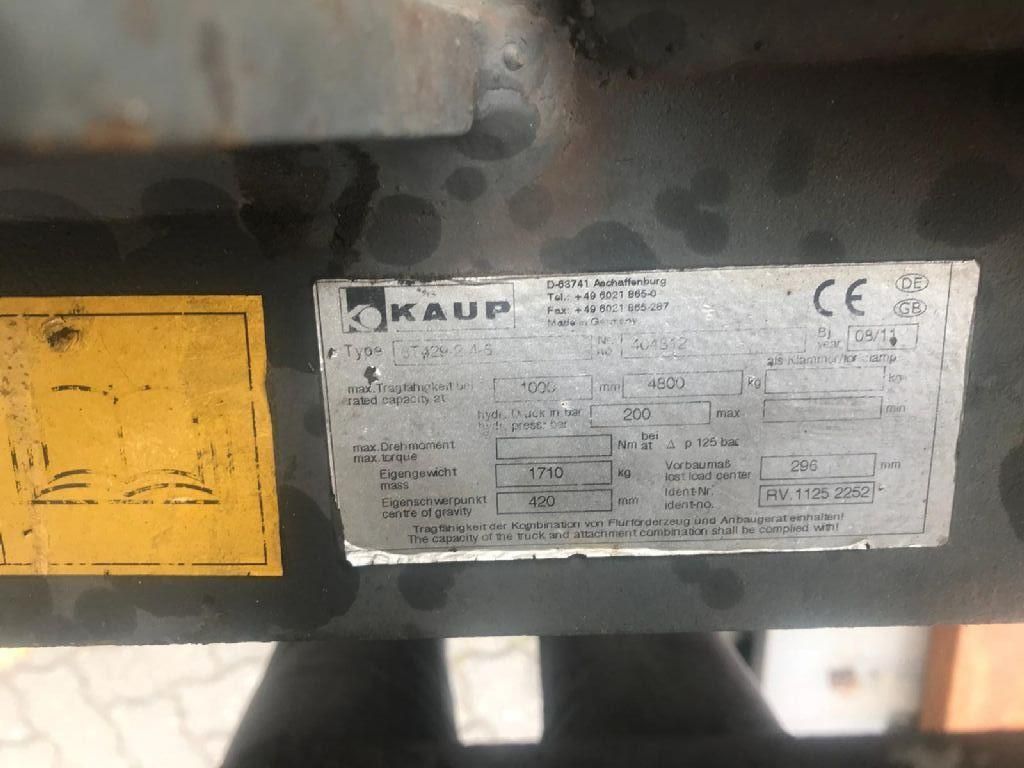 KAUP
D-63741 Aschaffenburg
Tel.: +49 6021 865-0
Fax: +49 6021 865-287
Made in Germany
CE
DE
GB
Type
Nr.
no
404812
Bj
year
08/11
als Klammer/for clamp
max. Tragfähigkeit bei
rated capacity at
1000 mm
4800 kg
kg
hydr. Druck in bar
hydr. press. bar
200
max
min
max. Drehmoment
max. torque
Nm
bei
at
Δ p 125 bar
Eigengewicht
mass
1710 kg
Vorbaumaß
lost load center
296 mm
Eigenschwerpunkt
centre of gravity
420 mm
Ident-Nr.
ident-no.
RV.1125 2252
Tragfähigkeit der Kombination von Flurförderzeug und Anbaugerät einhalten!
The capacity of the truck and attachment combination shall be complied with!